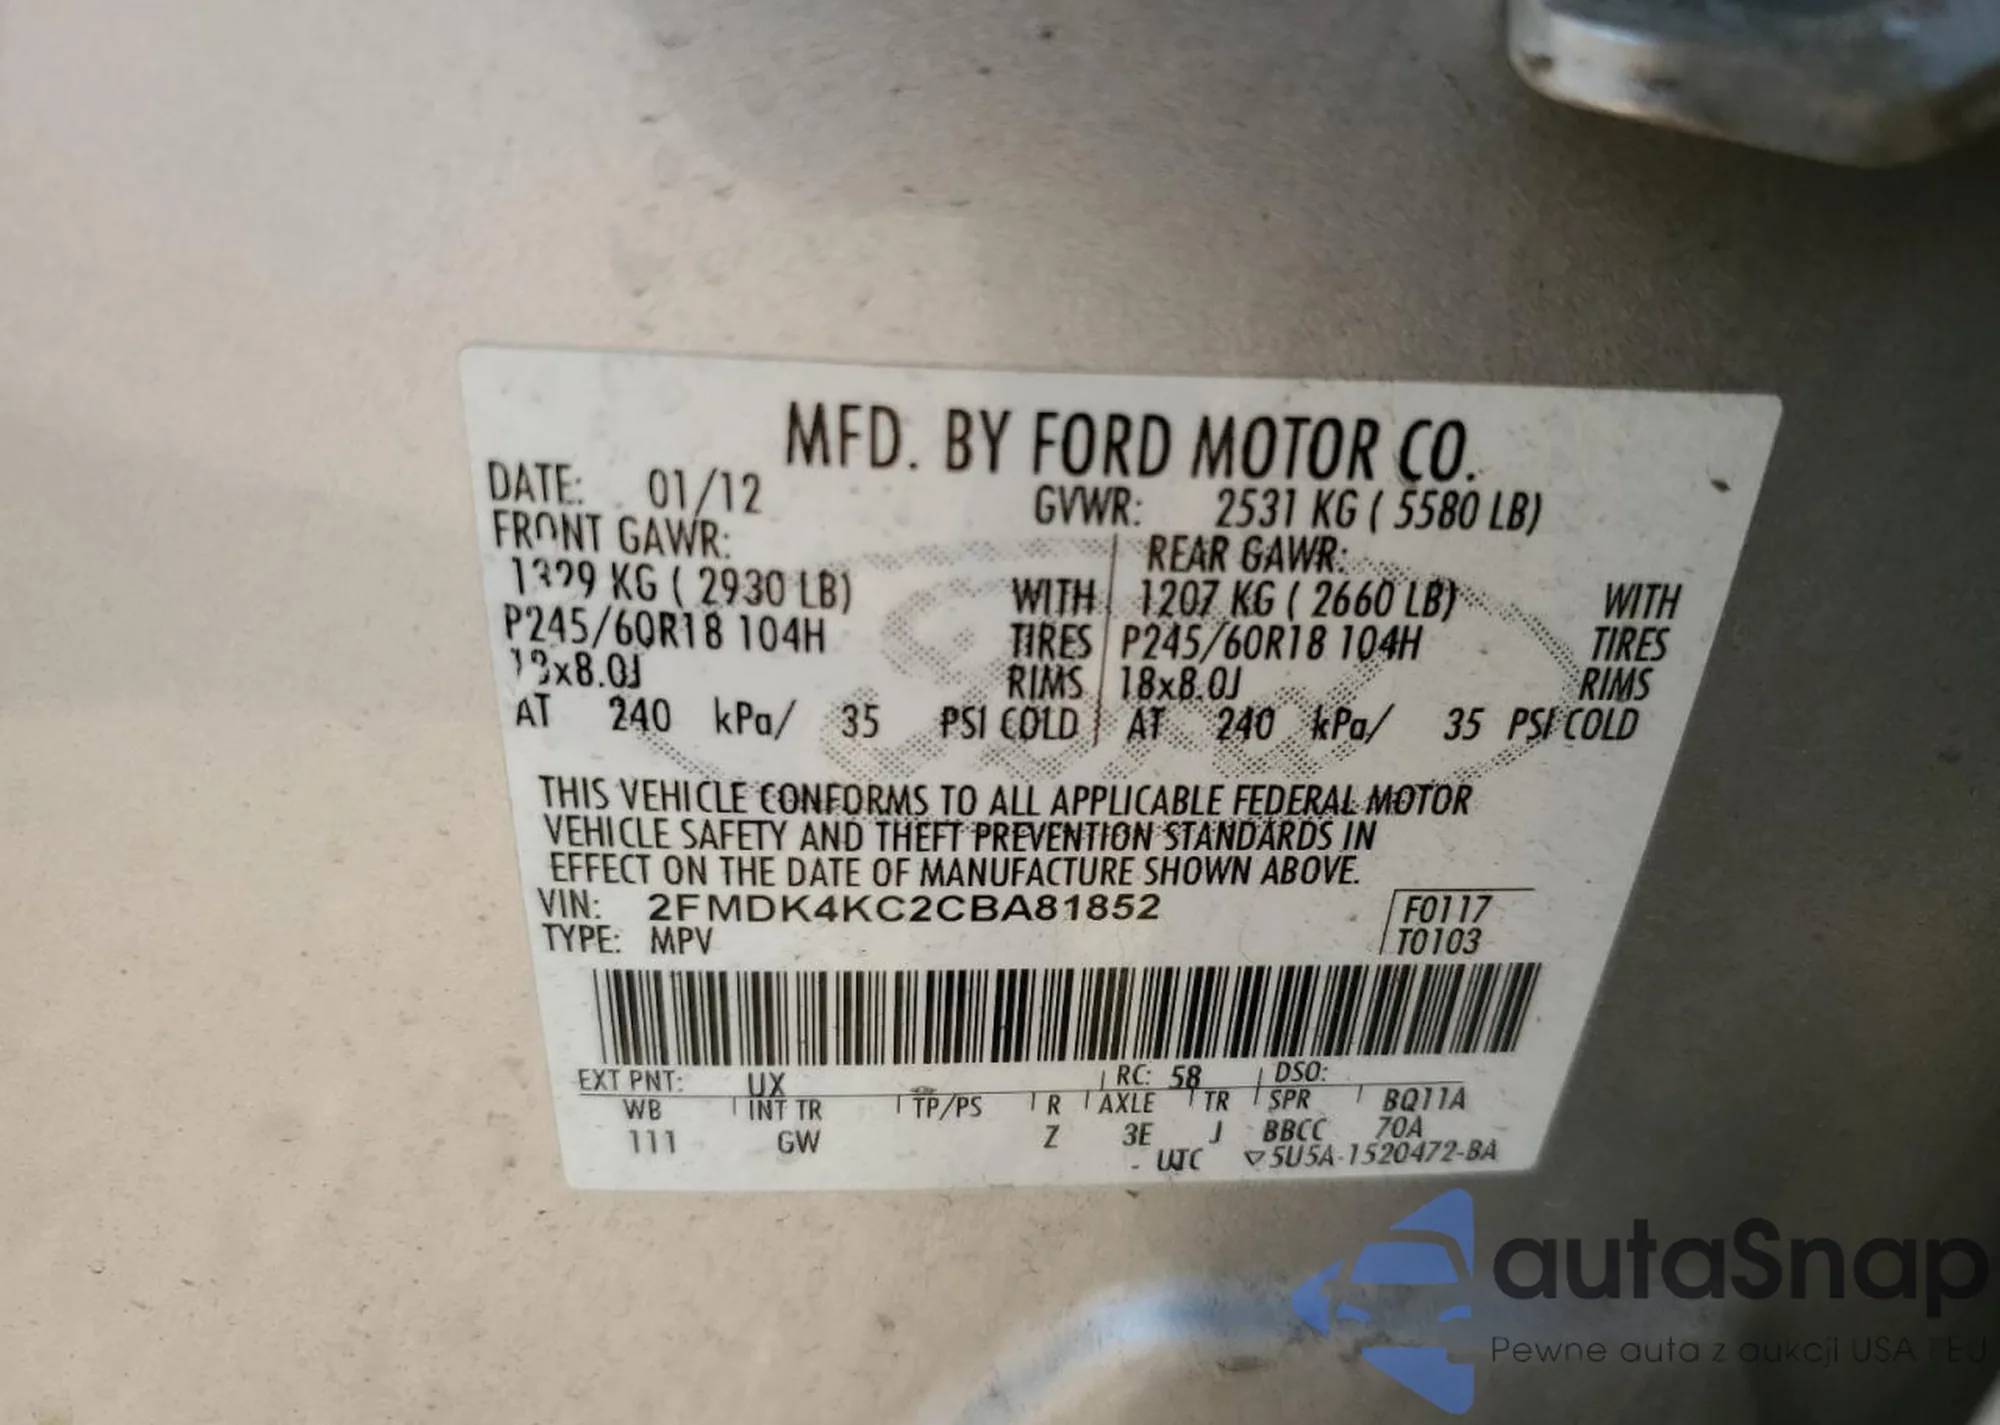 MFD. BY FORD MOTOR CO.
DATE: 01/12 GVWR: 2531 KG ( 5580 LB)
FRONT GAWR: REAR GAWR:
1329 KG ( 2930 LB) WITH 1207 KG ( 2660 LB) WITH
P245/60R18 104H TIRES P245/60R18 104H TIRES
18x8.0J RIMS 18x8.0J RIMS
AT 240 kPa/ 35 PSI COLD AT 240 kPa/ 35 PSI COLD
THIS VEHICLE CONFORMS TO ALL APPLICABLE FEDERAL MOTOR
VEHICLE SAFETY AND THEFT PREVENTION STANDARDS IN
EFFECT ON THE DATE OF MANUFACTURE SHOWN ABOVE.
VIN: 2FMDK4KC2CBA81852 F0117
TYPE: MPV T0103
EXT PNT: UX RC: 58 DSO:
WB INT TR TP/PS R AXLE TR SPR BQ11A
111 GW Z 3E J BBCC 70A
UTC 5U5A-1520472-BA
autaSnap
Pewne auta z aukcji USA i EU